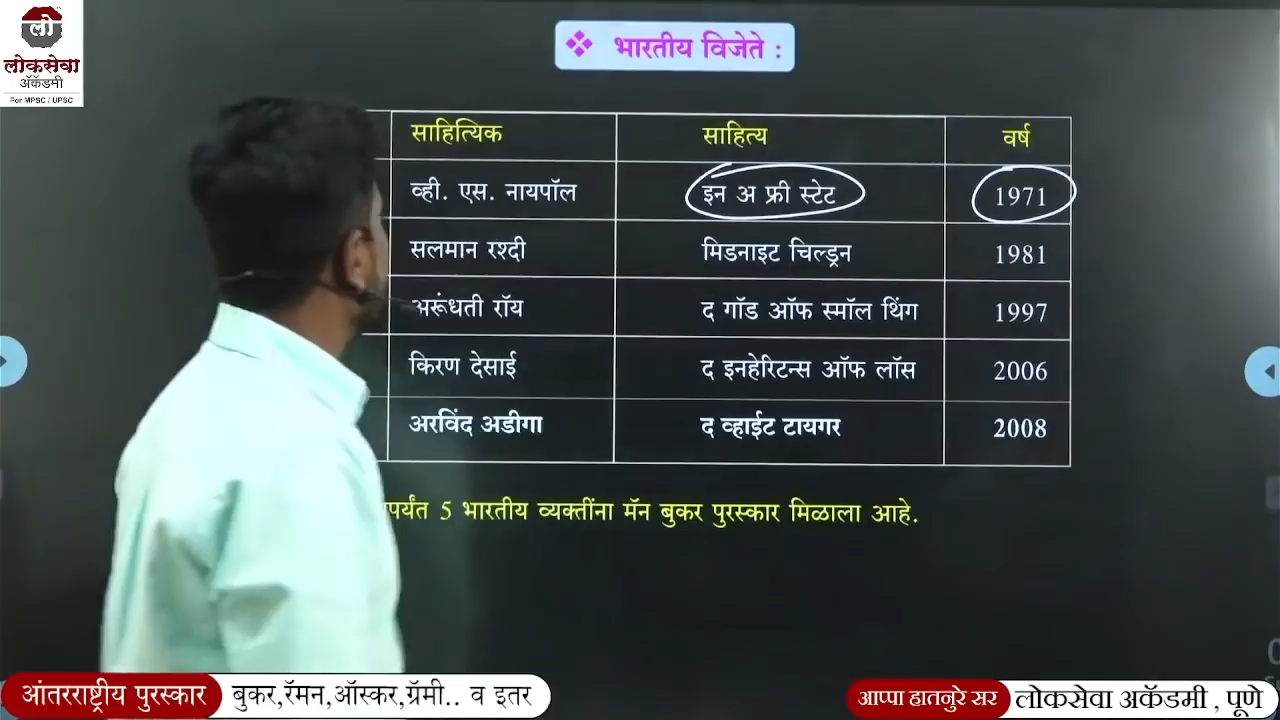 लो
लोकसेवा
अ‍ॅकॅडमी
For MPSC / UPSC
❖ भारतीय विजेते :
साहित्यिक साहित्य वर्ष
व्ही. एस. नायपॉल इन अ फ्री स्टेट 1971
सलमान रश्दी मिडनाइट चिल्ड्रन 1981
अरूंधती रॉय द गॉड ऑफ स्मॉल थिंग 1997
किरण देसाई द इनहेरिटन्स ऑफ लॉस 2006
अरविंद अडीगा द व्हाईट टायगर 2008
पर्यंत 5 भारतीय व्यक्तींना मॅन बुकर पुरस्कार मिळाला आहे.
आंतरराष्ट्रीय पुरस्कार बुकर,रॅमन,ऑस्कर,ग्रॅमी.. व इतर
आप्पा हातनुरे सर लोकसेवा अकॅडमी , पूणे